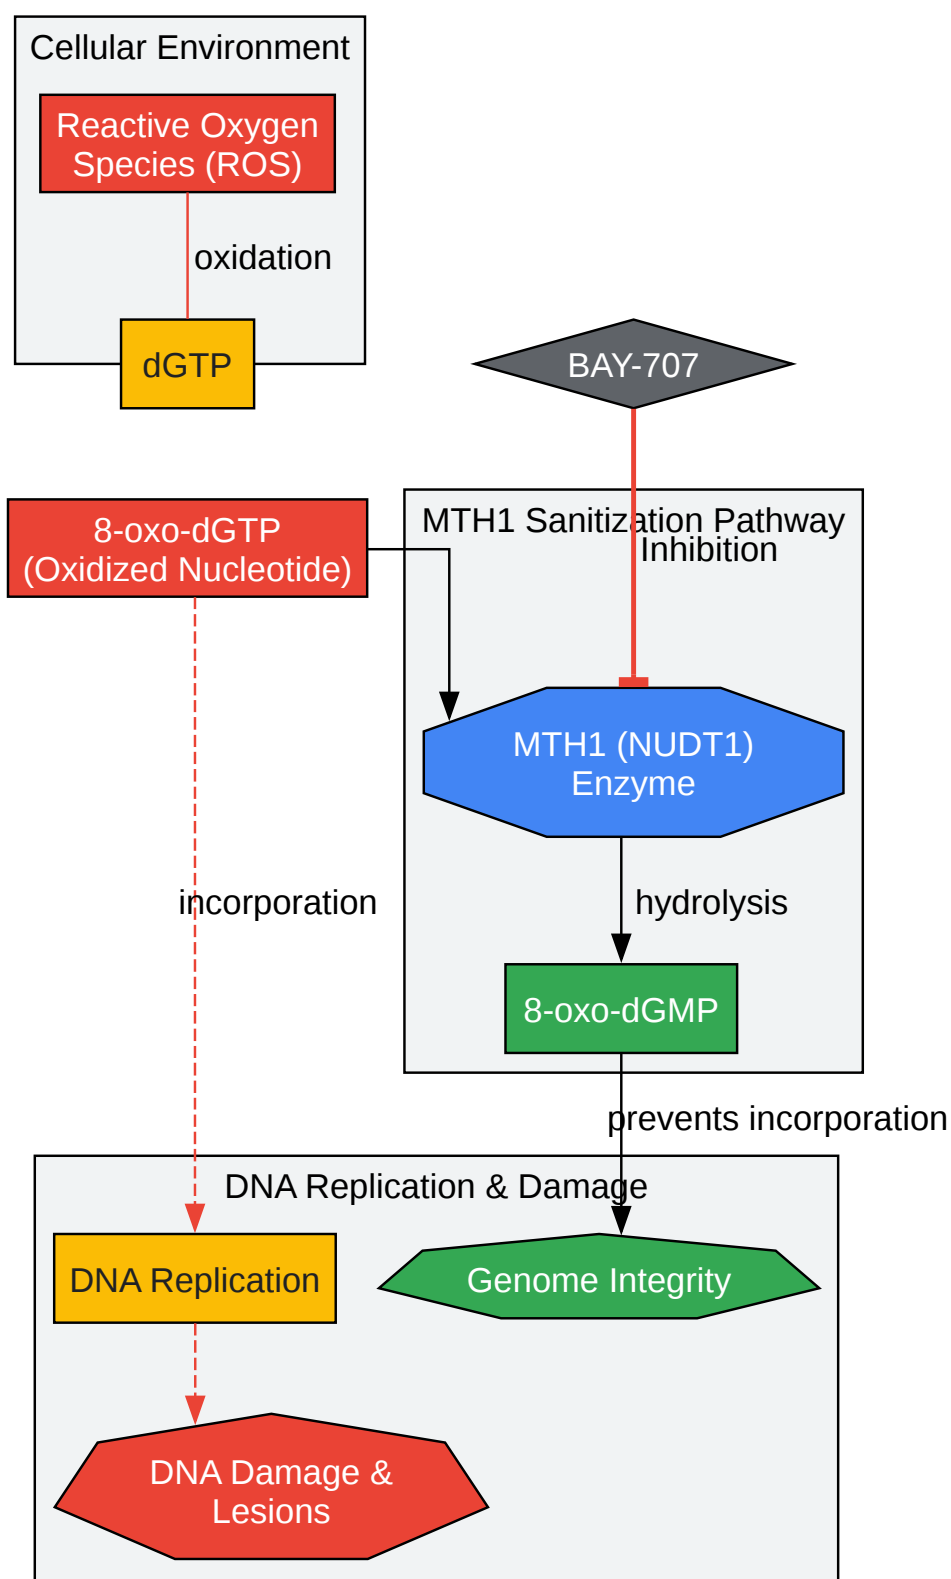 Cellular Environment
Reactive Oxygen
Species (ROS)
oxidation
dGTP
BAY-707
8-oxo-dGTP
(Oxidized Nucleotide)
MTH1 Sanitization Pathway
Inhibition
MTH1 (NUDT1)
Enzyme
incorporation
hydrolysis
8-oxo-dGMP
prevents incorporation
DNA Replication & Damage
DNA Replication
Genome Integrity
DNA Damage &
Lesions